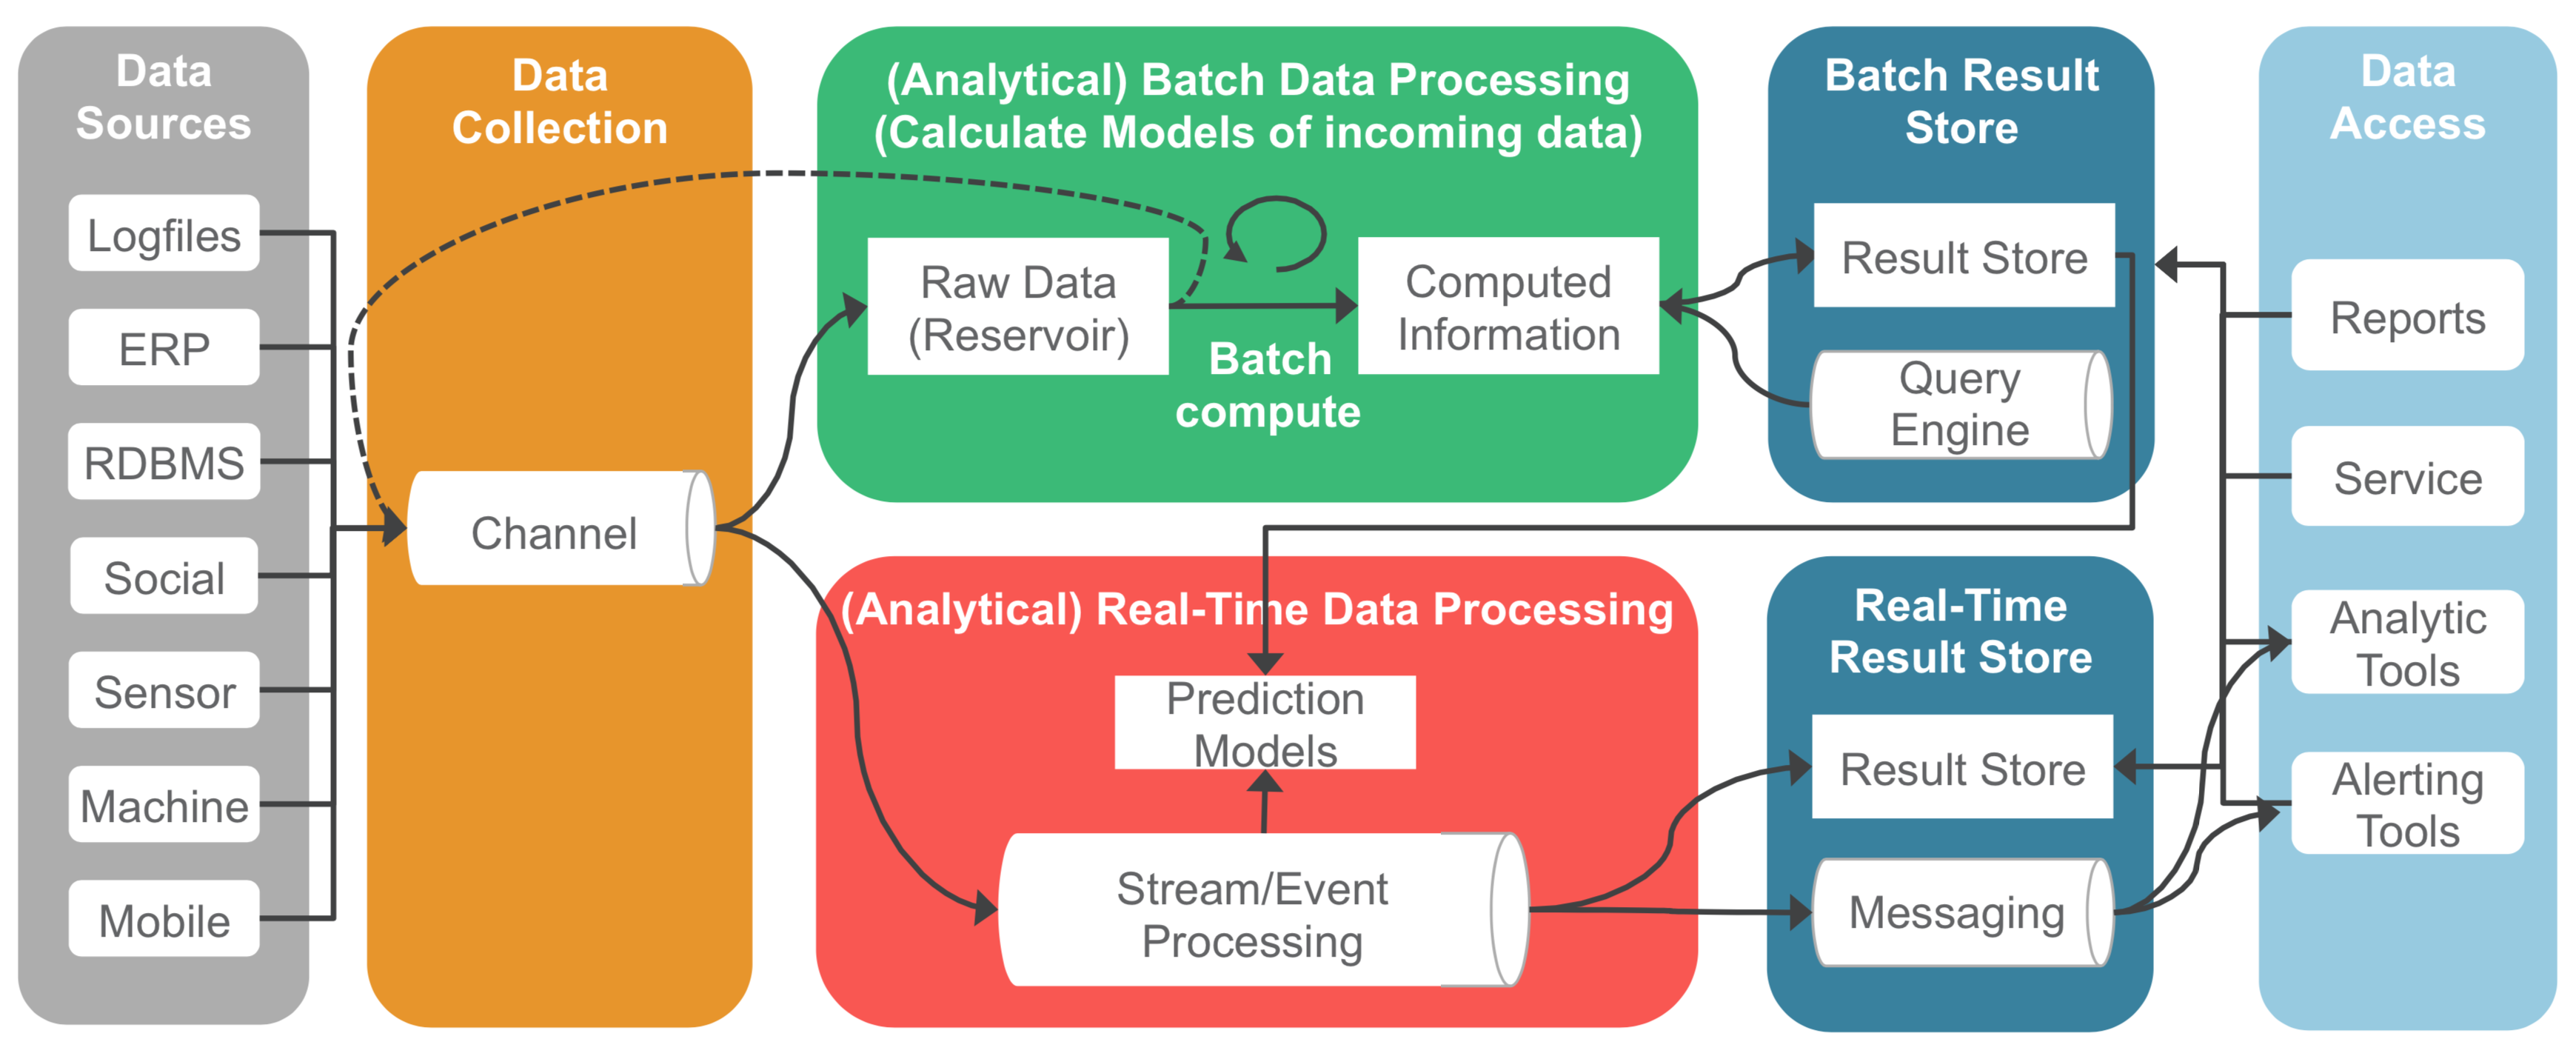 Data
Sources
Logfiles
ERP
RDBMS
Social
Sensor
Machine
Mobile
Data
Collection
Channel
(Analytical) Batch Data Processing
(Calculate Models of incoming data)
Raw Data
(Reservoir)
Batch
compute
Computed
Information
(Analytical) Real-Time Data Processing
Prediction
Models
Stream/Event
Processing
Batch Result
Store
Result Store
Query
Engine
Real-Time
Result Store
Result Store
Messaging
Data
Access
Reports
Service
Analytic
Tools
Alerting
Tools